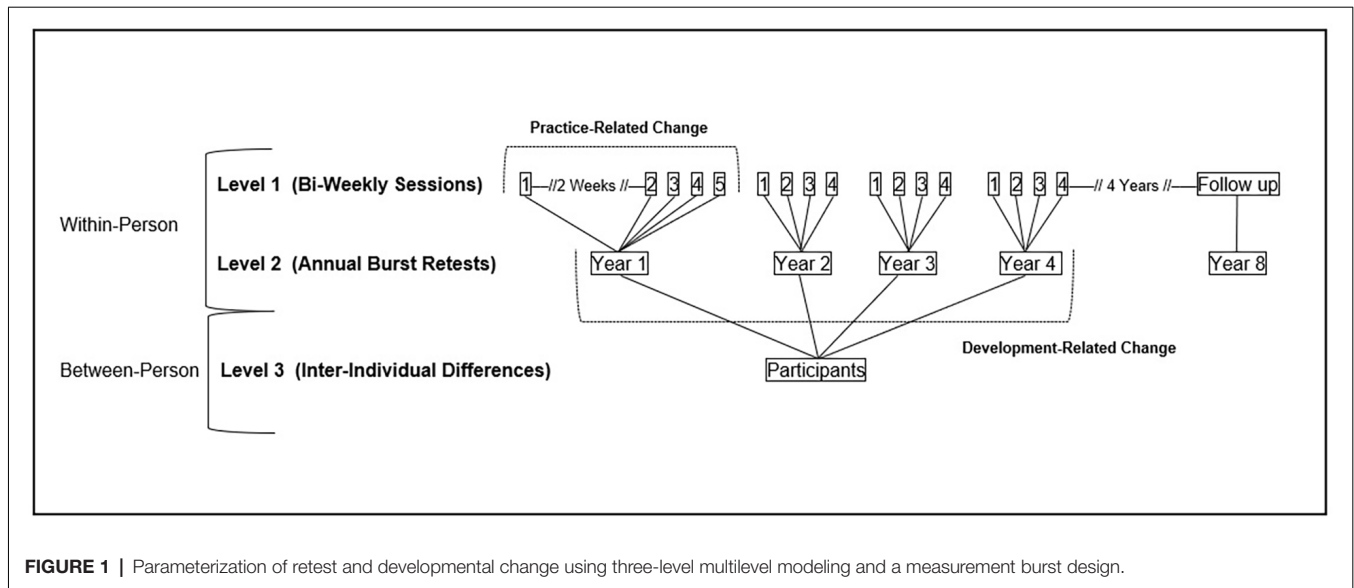 Practice-Related Change
Level 1 (Bi-Weekly Sessions) 1 //2 Weeks // 2 3 4 5 1 2 3 4 1 2 3 4 1 2 3 4 // 4 Years // Follow up
Within-Person
Level 2 (Annual Burst Retests) Year 1 Year 2 Year 3 Year 4 Year 8
Development-Related Change
Between-Person Level 3 (Inter-Individual Differences) Participants
FIGURE 1 | Parameterization of retest and developmental change using three-level multilevel modeling and a measurement burst design.